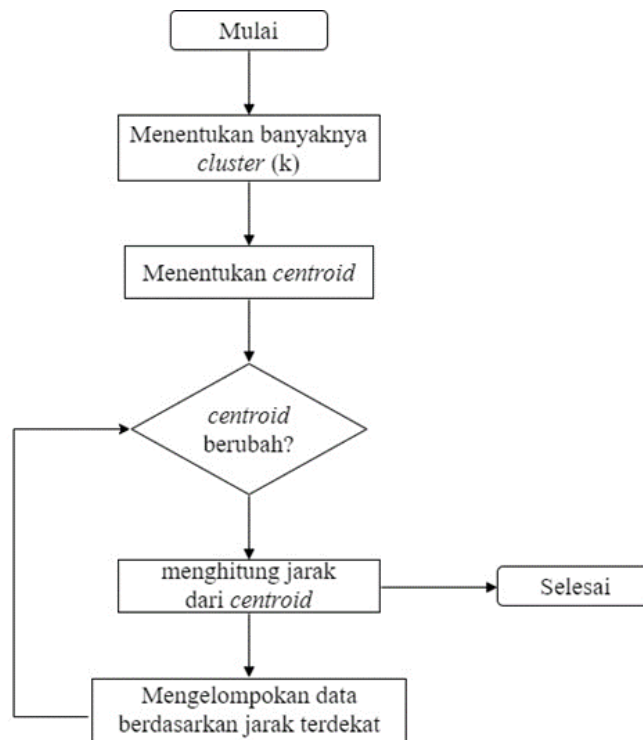 Mulai
Menentukan banyaknya
cluster (k)
Menentukan centroid
centroid
berubah?
menghitung jarak
dari centroid
Selesai
Mengelompokan data
berdasarkan jarak terdekat